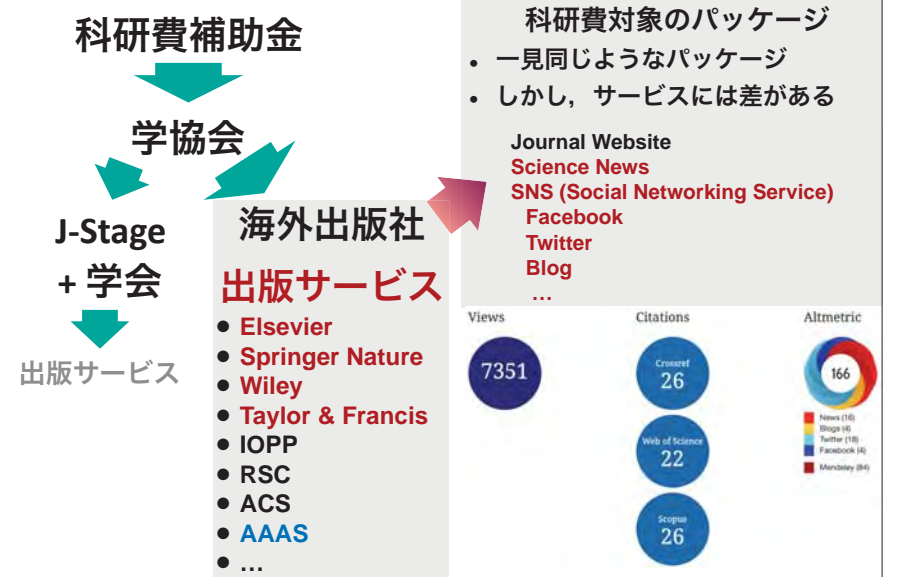 科研費補助金
学協会
J-Stage
+ 学会
出版サービス
海外出版社
出版サービス
● Elsevier
● Springer Nature
● Wiley
● Taylor & Francis
● IOPP
● RSC
● ACS
● AAAS
● …
科研費対象のパッケージ
• 一見同じようなパッケージ
• しかし，サービスには差がある
Journal Website
Science News
SNS (Social Networking Service)
Facebook
Twitter
Blog
…
Views
7351
Citations
Crossref
26
Web of Science
22
Scopus
26
Altmetric
166
News (16)
Blogs (4)
Twitter (18)
Facebook (4)
Mendeley (84)